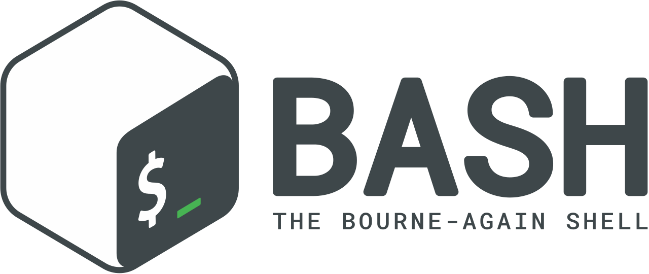 $_
BASH
THE BOURNE-AGAIN SHELL